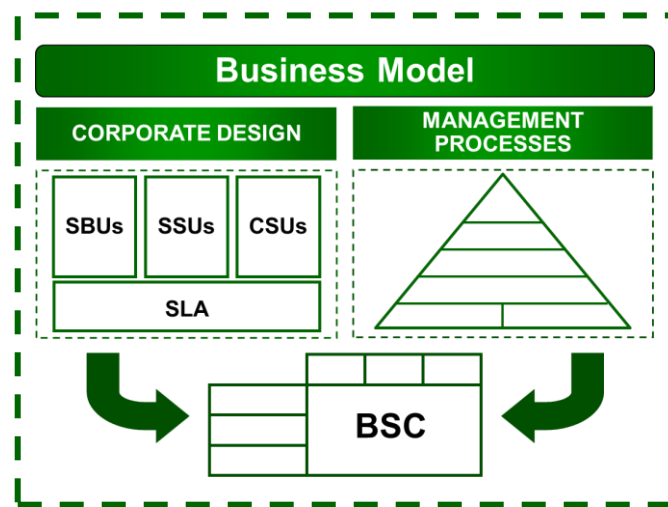 Business Model
CORPORATE DESIGN
MANAGEMENT
PROCESSES
SBUs
SSUs
CSUs
SLA
BSC